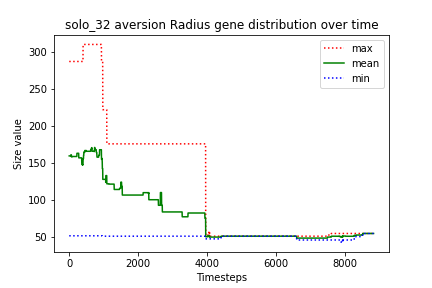 solo_32 aversion Radius gene distribution over time
max
mean
min
Size value
300
250
200
150
100
50
0
2000
4000
6000
8000
Timesteps